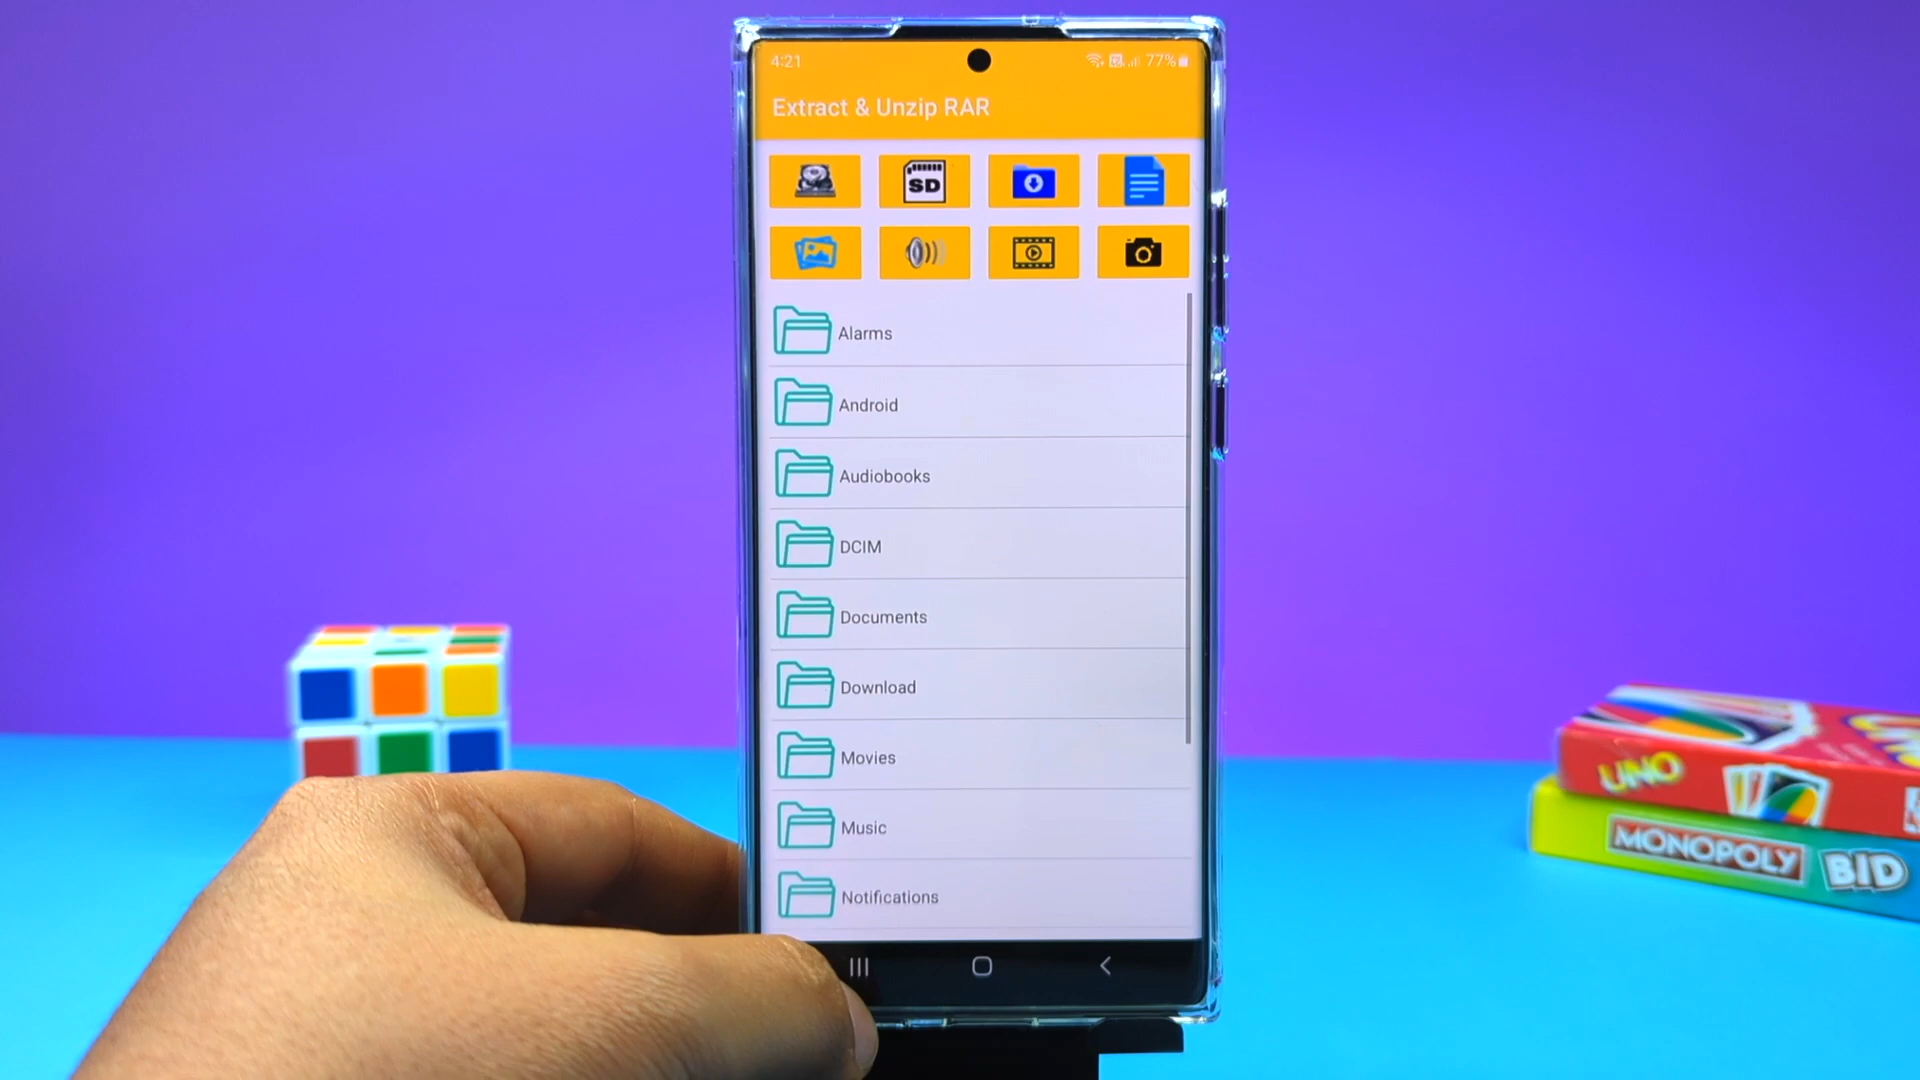 4:21
77%
Extract & Unzip RAR
SD
Alarms
Android
Audiobooks
DCIM
Documents
Download
Movies
Music
Notifications
UNO
MONOPOLY BID